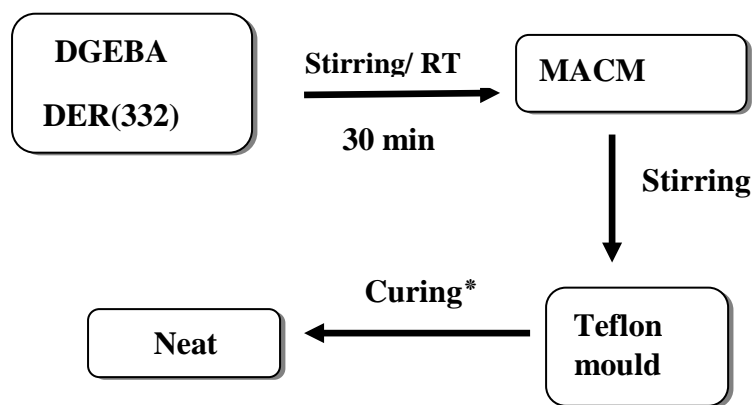 DGEBA
DER(332)
Stirring/ RT
30 min
MACM
Stirring
Teflon
mould
Curing*
Neat